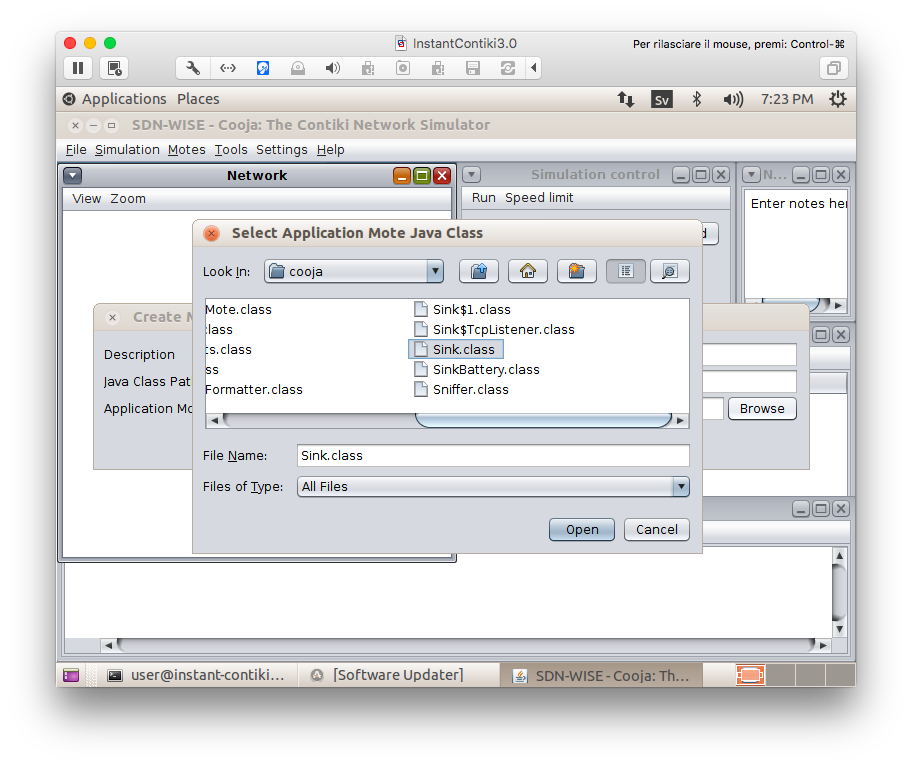 InstantContiki3.0
Per rilasciare il mouse, premi: Control-⌘
Applications Places
Sv
7:23 PM
SDN-WISE - Cooja: The Contiki Network Simulator
File Simulation Motes Tools Settings Help
Network
View Zoom
Simulation control
Run Speed limit
N...
Enter notes her
Select Application Mote Java Class
Look In:
cooja
Mote.class
lass
ts.class
ss
Formatter.class
Sink$1.class
Sink$TcpListener.class
Sink.class
SinkBattery.class
Sniffer.class
File Name:
Sink.class
Files of Type:
All Files
Open
Cancel
Create M
Description
Java Class Pat
Application Mo
Browse
user@instant-contiki...
[Software Updater]
SDN-WISE - Cooja: Th...